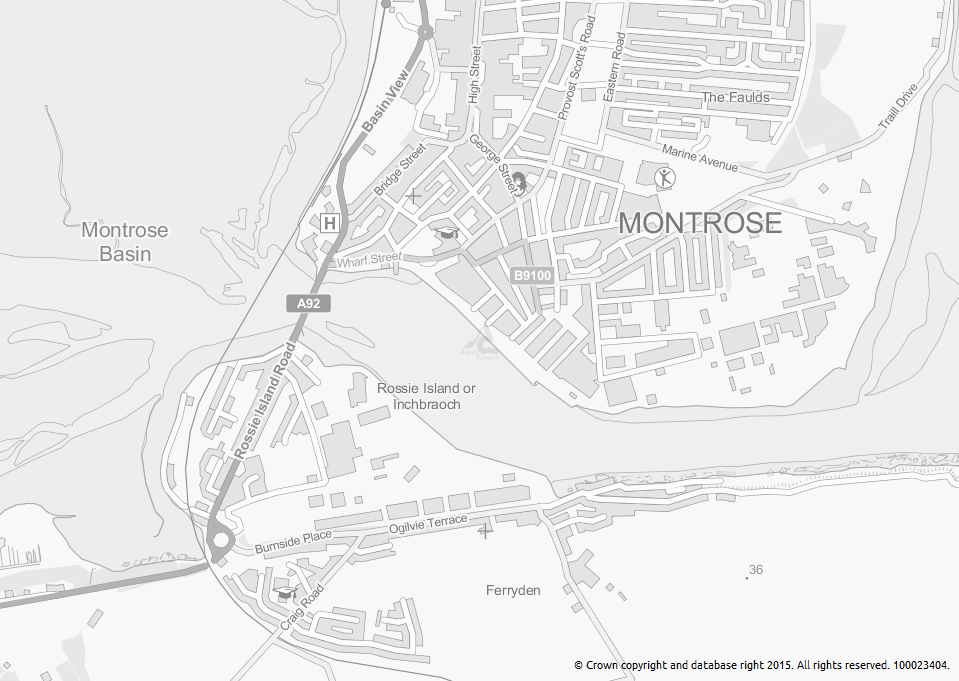 Basin View
High Street
Provost Scott's Road
Eastern Road
The Faulds
Traill Drive
George Street
Bridge Street
Marine Avenue
H
MONTROSE
Montrose
Basin
Wharf Street
B9100
A92
Rossie Island Road
Rossie Island or
Inchbraoch
Ogilvie Terrace
Burnside Place
36
Ferryden
Craig Road
© Crown copyright and database right 2015. All rights reserved. 100023404.